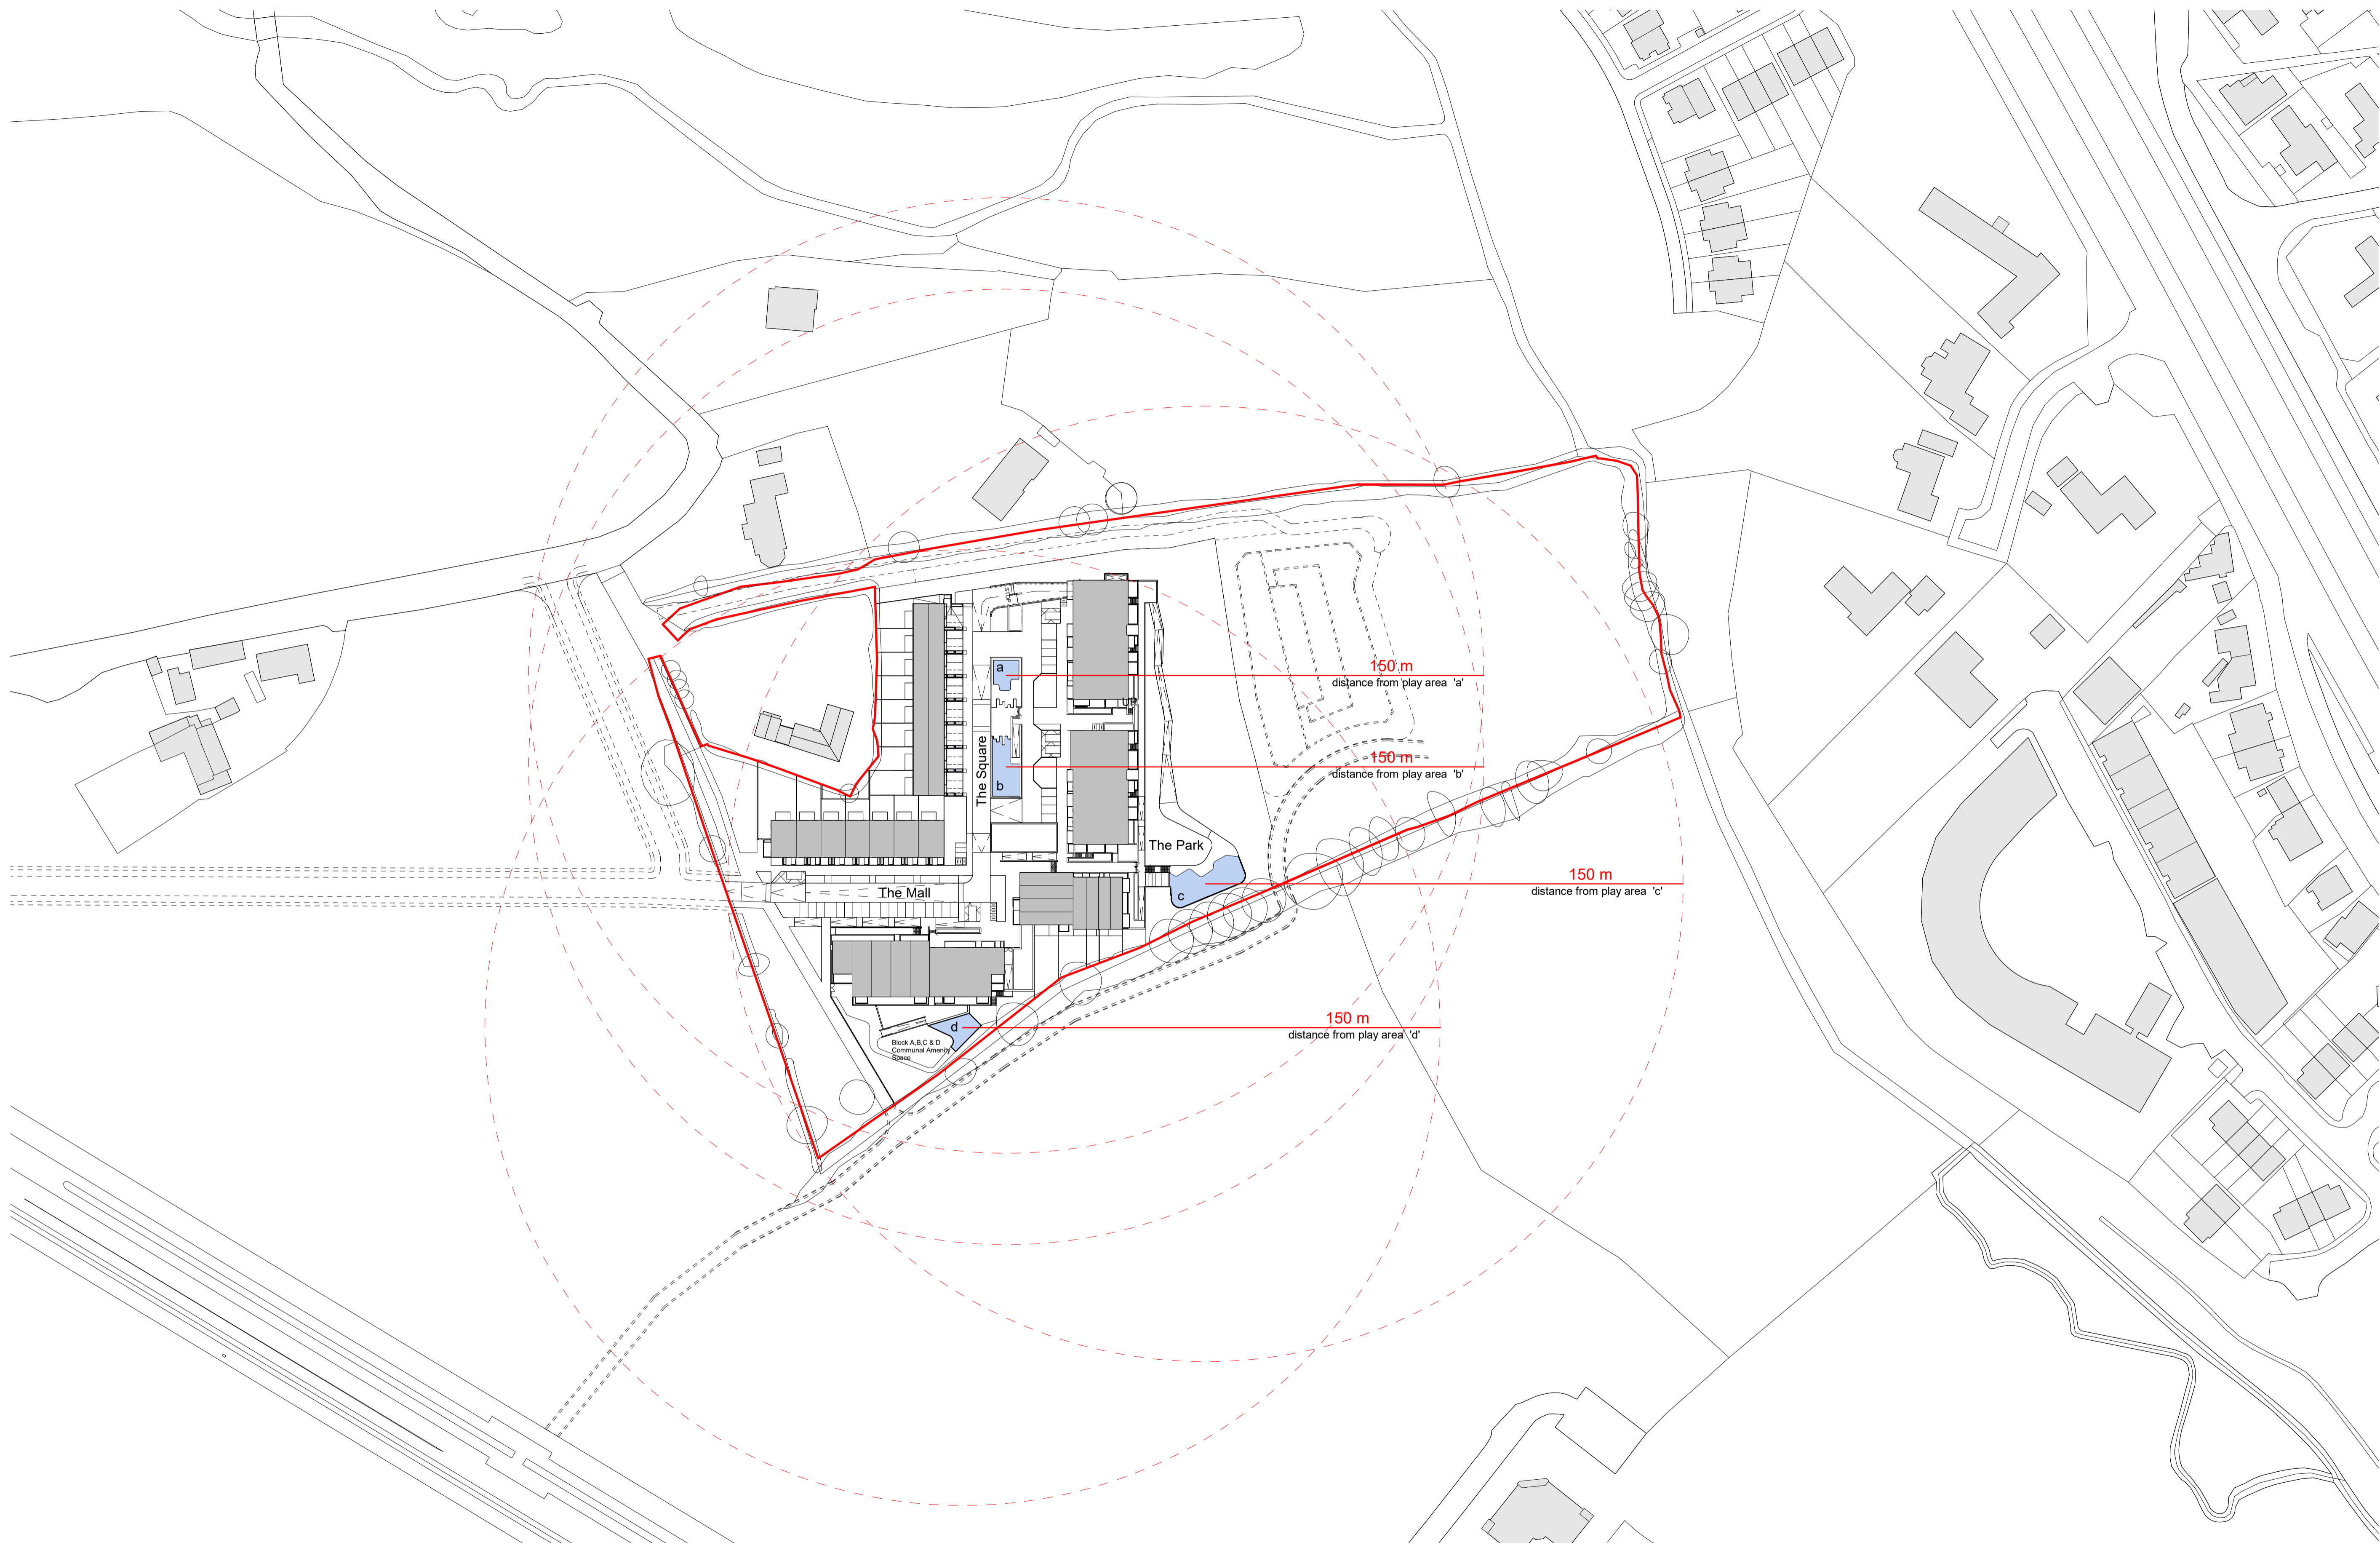 a
150 m
distance from play area 'a'
UP
The Square
b
150 m
distance from play area 'b'
The Park
The Mall
c
150 m
distance from play area 'c'
d
150 m
distance from play area 'd'
Block A,B,C & D
Communal Amenity
Space